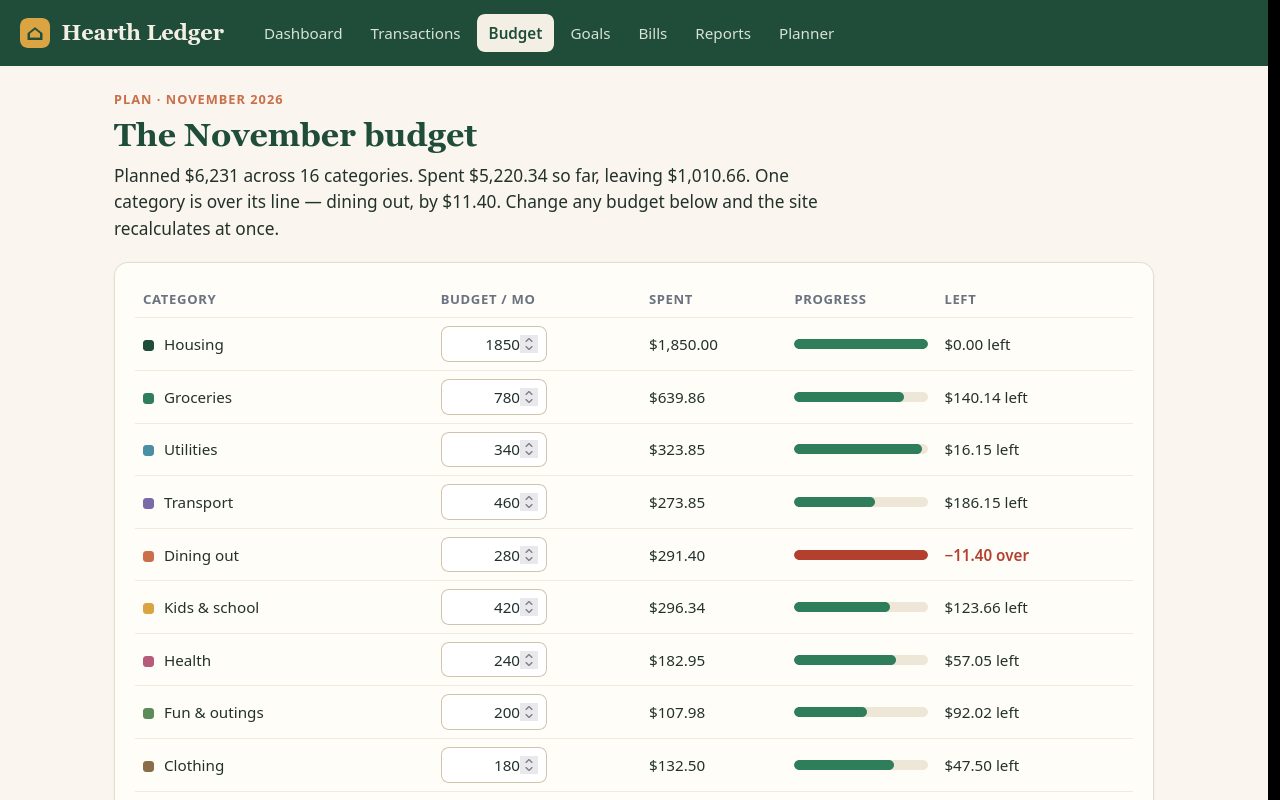 Hearth Ledger
Dashboard Transactions Budget Goals Bills Reports Planner
PLAN · NOVEMBER 2026
The November budget
Planned $6,231 across 16 categories. Spent $5,220.34 so far, leaving $1,010.66. One
category is over its line — dining out, by $11.40. Change any budget below and the site
recalculates at once.
CATEGORY BUDGET / MO SPENT PROGRESS LEFT
Housing 1850 $1,850.00 $0.00 left
Groceries 780 $639.86 $140.14 left
Utilities 340 $323.85 $16.15 left
Transport 460 $273.85 $186.15 left
Dining out 280 $291.40 −11.40 over
Kids & school 420 $296.34 $123.66 left
Health 240 $182.95 $57.05 left
Fun & outings 200 $107.98 $92.02 left
Clothing 180 $132.50 $47.50 left